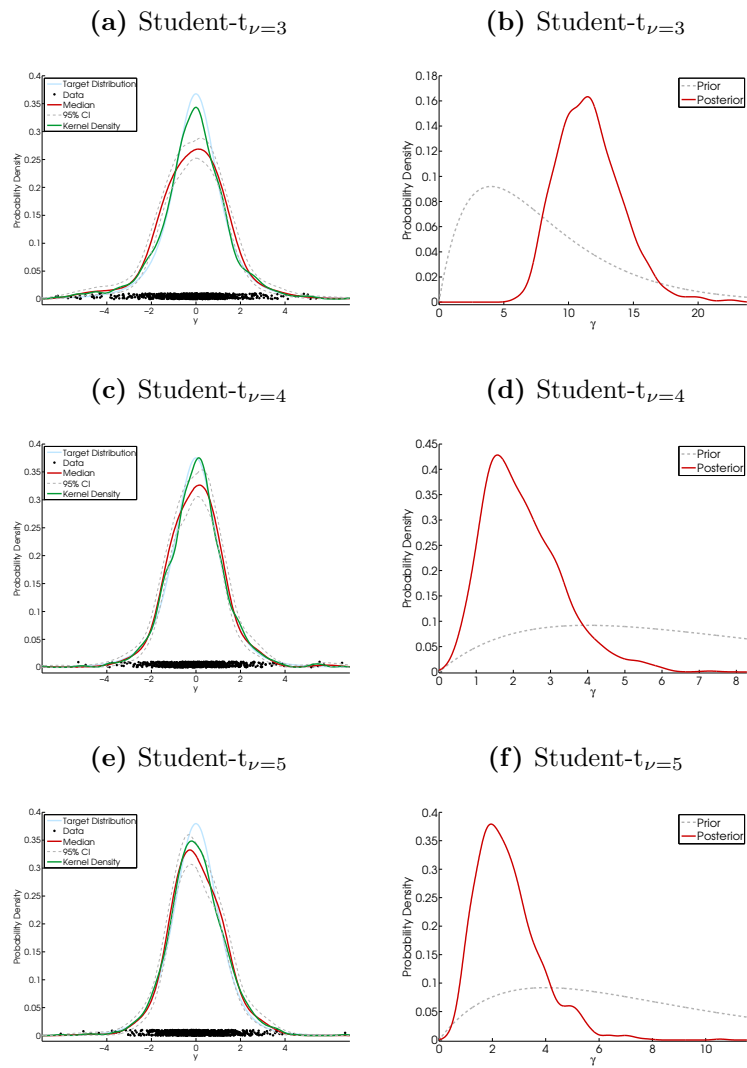 (a) Student-tν=3
(b) Student-tν=3
0.4
0.35
0.3
0.25
0.2
0.15
0.1
0.05
0
Probability Density
Target Distribution
Data
Median
95% CI
Kernel Density
−4 −2 0 2 4
y
0.18
0.16
0.14
0.12
0.10
0.08
0.06
0.04
0.02
0
Probability Density
Prior
Posterior
0 5 10 15 20
γ
(c) Student-tν=4
(d) Student-tν=4
0.4
0.35
0.3
0.25
0.2
0.15
0.1
0.05
0
Probability Density
Target Distribution
Data
Median
95% CI
Kernel Density
−4 −2 0 2 4
y
0.45
0.4
0.35
0.3
0.25
0.2
0.15
0.1
0.05
0
Probability Density
Prior
Posterior
0 1 2 3 4 5 6 7 8
γ
(e) Student-tν=5
(f) Student-tν=5
0.4
0.35
0.3
0.25
0.2
0.15
0.1
0.05
0
Probability Density
Target Distribution
Data
Median
95% CI
Kernel Density
−4 −2 0 2 4
y
0.4
0.35
0.3
0.25
0.2
0.15
0.1
0.05
0
Probability Density
Prior
Posterior
0 2 4 6 8 10
γ